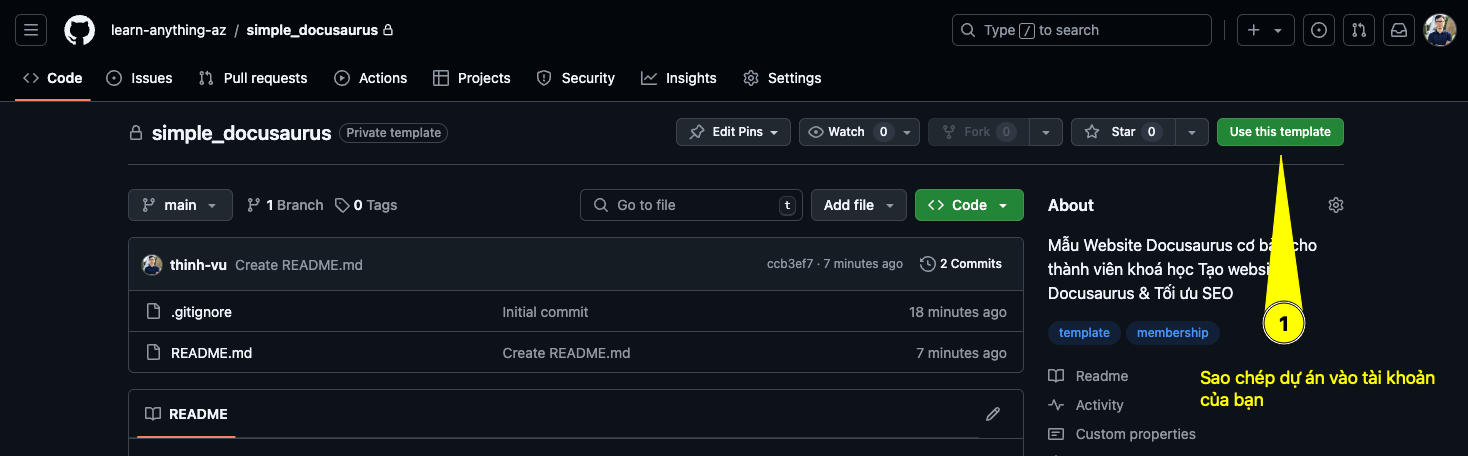 learn-anything-az / simple_docusaurus
Type / to search
Code Issues Pull requests Actions Projects Security Insights Settings
simple_docusaurus Private template
Edit Pins Watch 0 Fork 0 Star 0 Use this template
main 1 Branch 0 Tags Go to file t Add file Code
thinh-vu Create README.md ccb3ef7 · 7 minutes ago 2 Commits
.gitignore Initial commit 18 minutes ago
README.md Create README.md 7 minutes ago
README
About
Mẫu Website Docusaurus cơ cho
thành viên khoá học Tạo
Docusaurus & Tối ưu SEO
template membership
Readme
Activity
Custom properties
1
Sao chép dự án vào tài khoản
của bạn